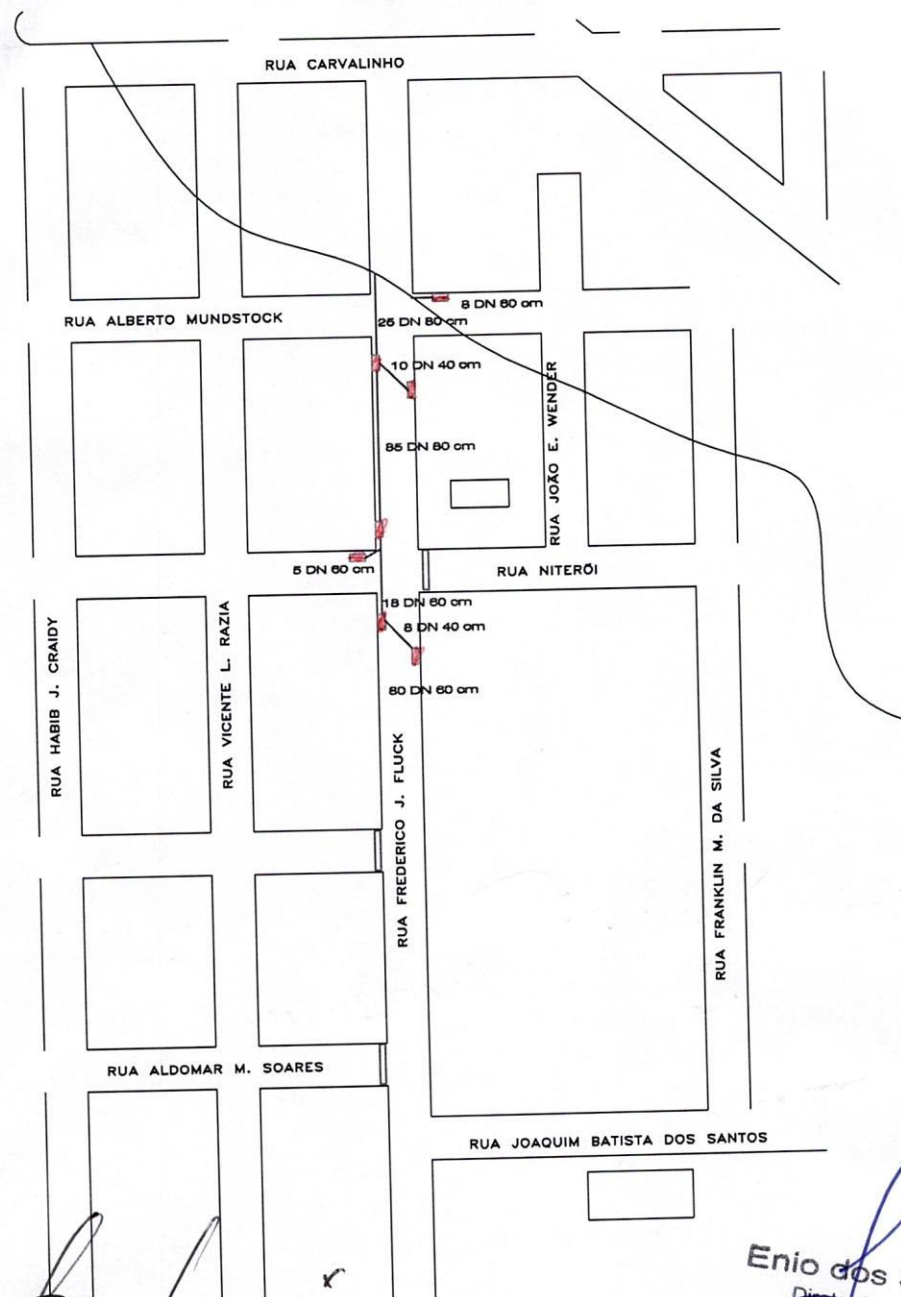 RUA CARVALINHO
8 DN 60 cm
RUA ALBERTO MUNDSTOCK
25 DN 80 cm
10 DN 40 cm
RUA JOÃO E. WENDER
85 DN 80 cm
5 DN 60 cm
RUA NITERÓI
18 DN 60 cm
8 DN 40 cm
80 DN 60 cm
RUA HABIB J. CRAIDY
RUA VICENTE L. RAZIA
RUA FREDERICO J. FLUCK
RUA FRANKLIN M. DA SILVA
RUA ALDOMAR M. SOARES
RUA JOAQUIM BATISTA DOS SANTOS
Enio dos